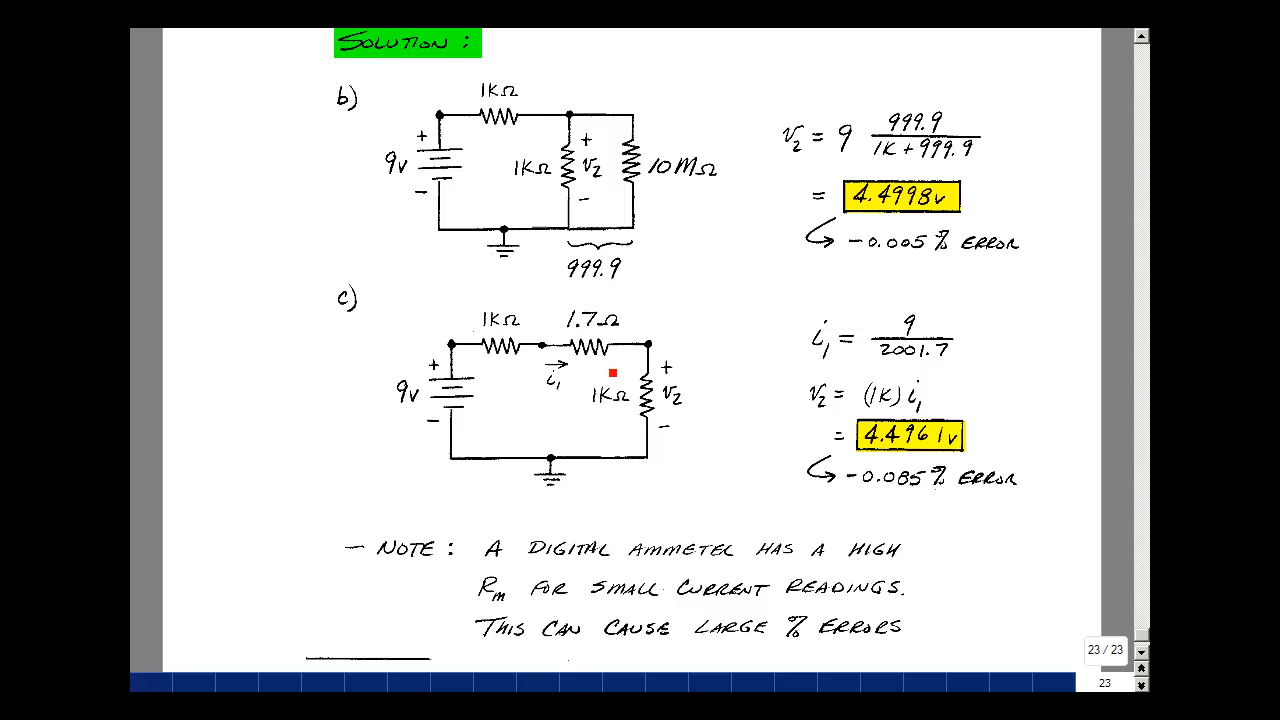 SOLUTION :
b)
1KΩ
+
9v
-
1KΩ
+
v₂
-
10MΩ
999.9
v₂ = 9 999.9 / 1K + 999.9
= 4.4998v
→ -0.005% ERROR
c)
1KΩ
1.7Ω
+
9v
-
→
i₁
1KΩ
+
v₂
-
i₁ = 9 / 2001.7
v₂ = (1K) i₁
= 4.4961v
→ -0.085% ERROR
- NOTE : A DIGITAL AMMETEL HAS A HIGH
Rm FOR SMALL CURRENT READINGS.
THIS CAN CAUSE LARGE % ERRORS
23 / 23
23